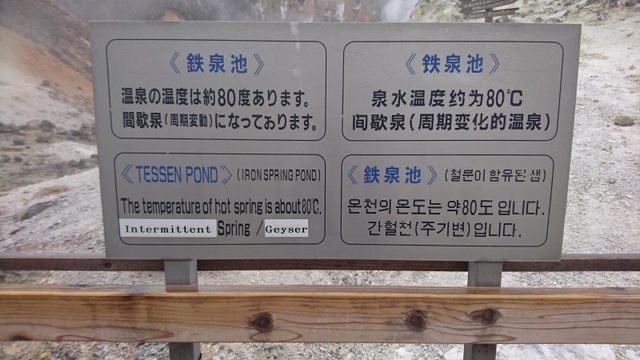 《鉄泉池》
温泉の温度は約80度あります。
間歇泉(周期変動)になっております。
《铁泉池》
泉水温度约为80℃
间歇泉(周期变化的温泉)
《TESSEN POND》(IRON SPRING POND)
The temperature of hot spring is about 80℃.
Intermittent Spring / Geyser
《鉄泉池》(철분이 함유된 샘)
온천의 온도는 약80도 입니다.
간헐천(주기변)입니다.